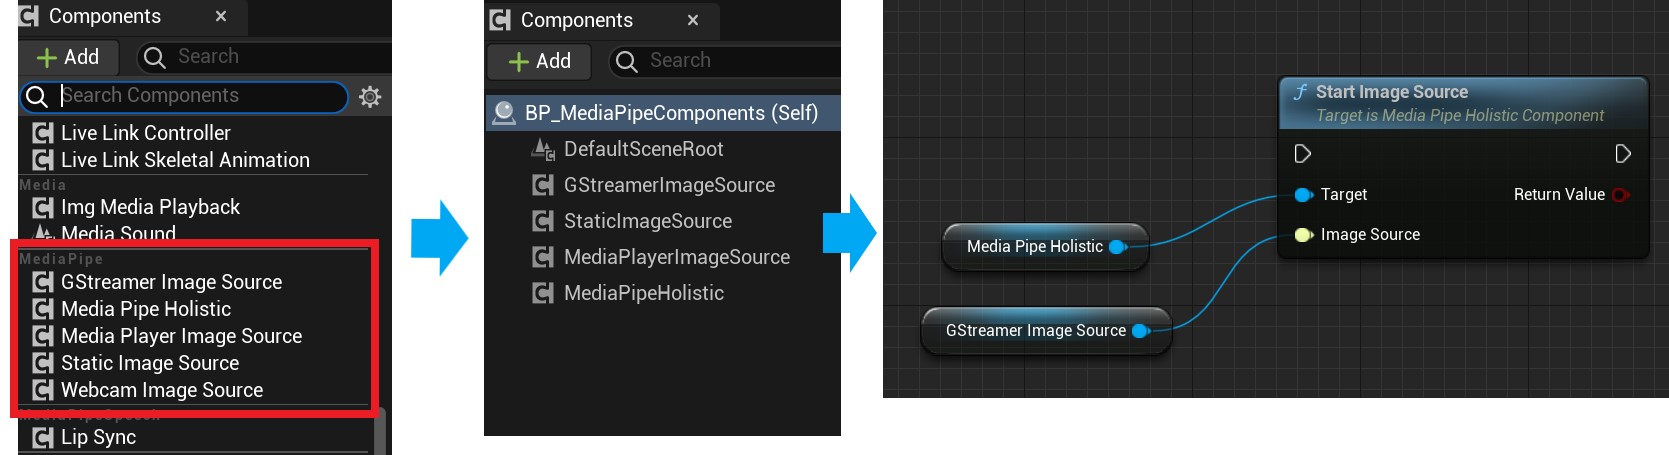 Components ×
+ Add
Search
Search Components
Live Link Controller
Live Link Skeletal Animation
Media
Img Media Playback
Media Sound
MediaPipe
GStreamer Image Source
Media Pipe Holistic
Media Player Image Source
Static Image Source
Webcam Image Source
MediaPipeSpeech
Lip Sync
Components ×
+ Add
Search
BP_MediaPipeComponents (Self)
DefaultSceneRoot
GStreamerImageSource
StaticImageSource
MediaPlayerImageSource
MediaPipeHolistic
Start Image Source
Target is Media Pipe Holistic Component
Target
Return Value
Image Source
Media Pipe Holistic
GStreamer Image Source